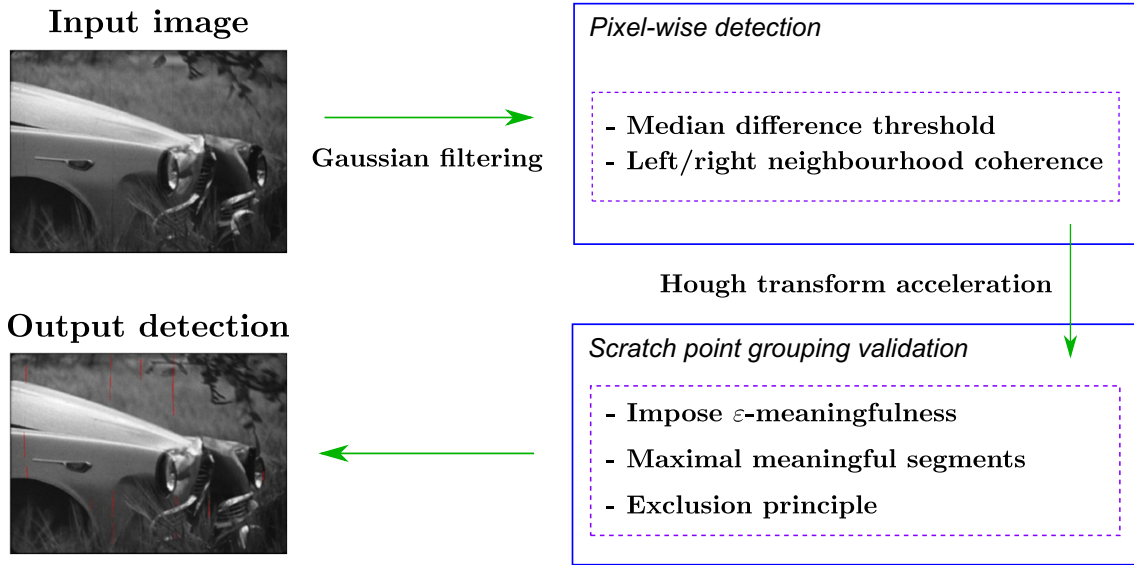 Input image
Gaussian filtering
Pixel-wise detection
- Median difference threshold
- Left/right neighbourhood coherence
Hough transform acceleration
Scratch point grouping validation
- Impose ε-meaningfulness
- Maximal meaningful segments
- Exclusion principle
Output detection